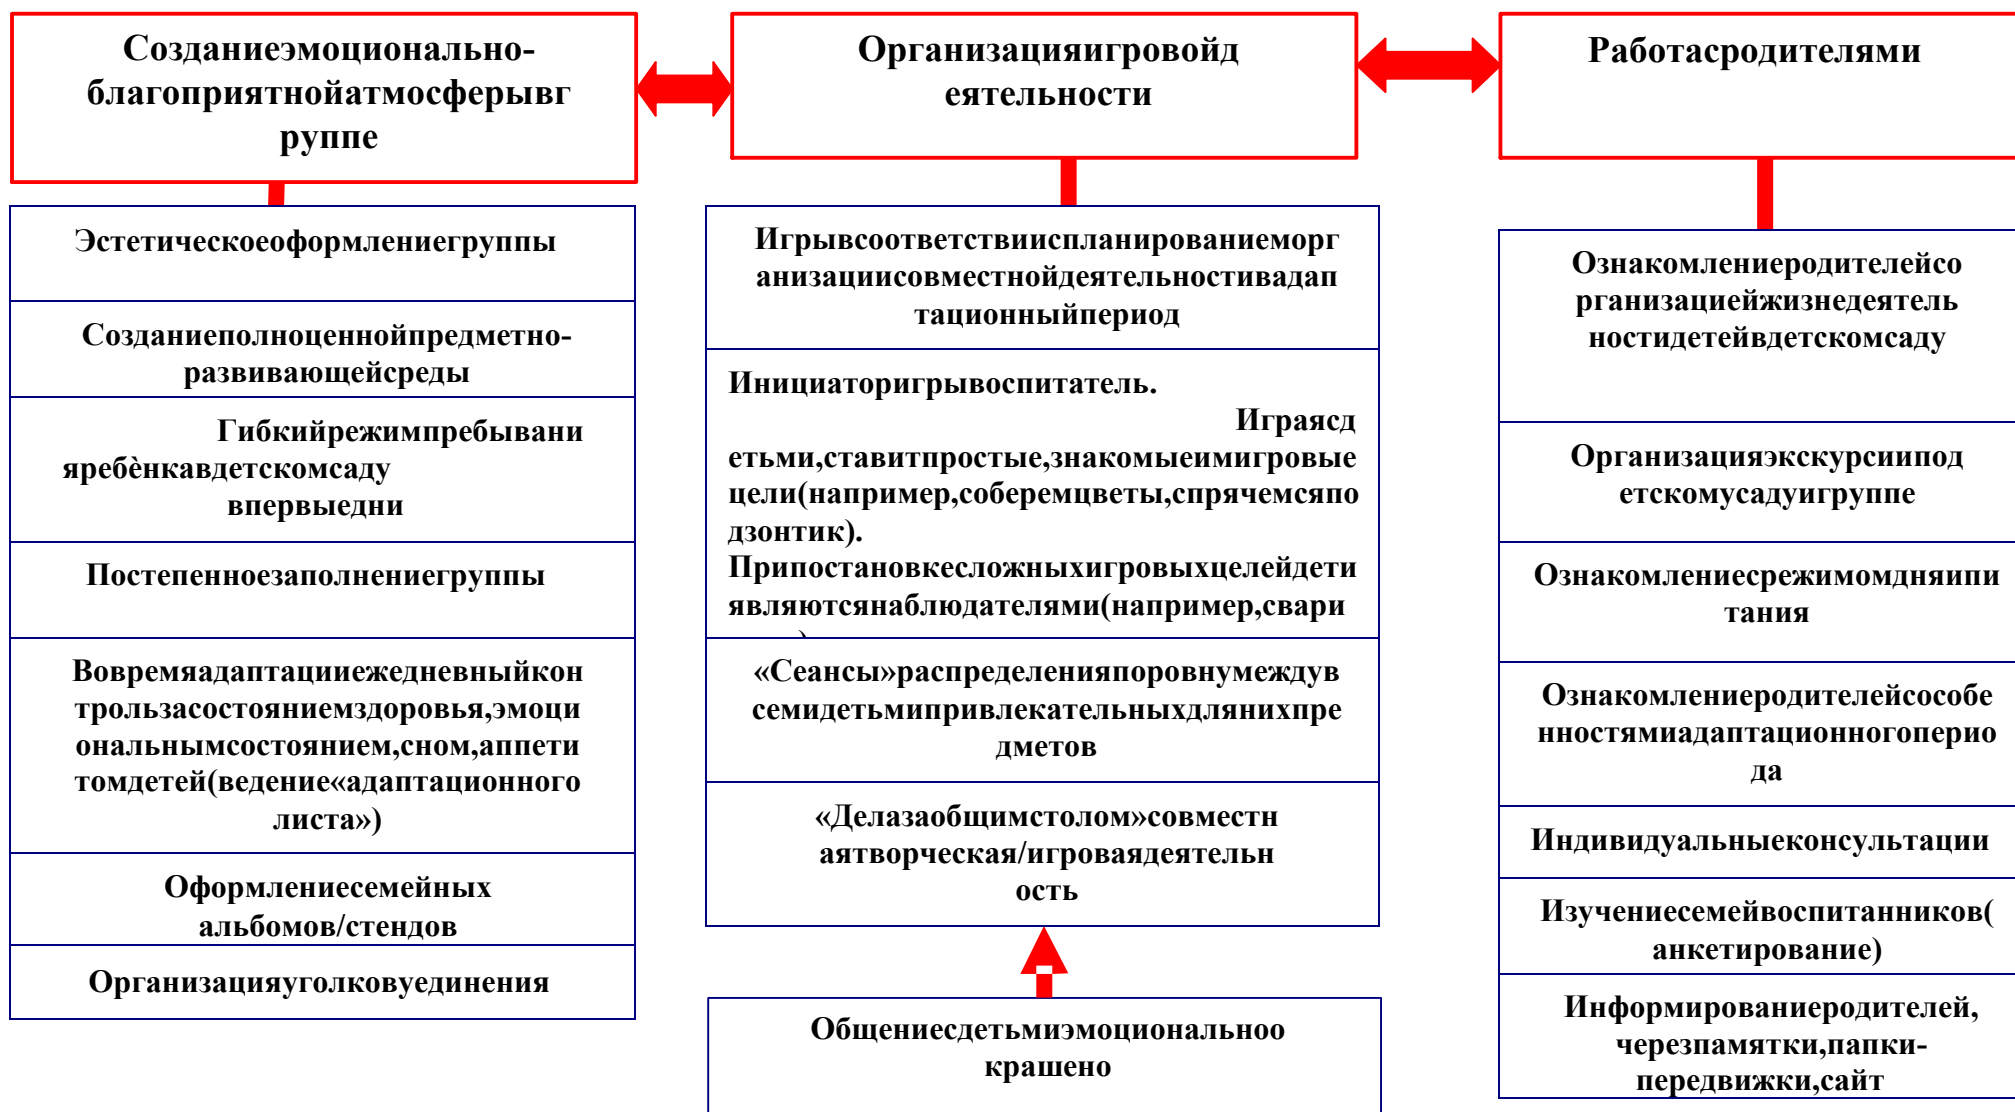 Созданиеэмоционально-
благоприятнойатмосферывг
руппе
Эстетическоеоформлениегруппы
Созданиеполноценнойпредметно-
развивающейсреды
Гибкийрежимпребывани
яребѐнкавдетскомсаду
впервыедни
Постепенноезаполнениегруппы
Вовремяадаптацииежедневныйкон
трользасостояниемздоровья,эмоци
ональнымсостоянием,сном,аппети
томдетей(ведение«адаптационного
листа»)
Оформлениесемейных
альбомов/стендов
Организацияуголковуединения
Организацияигровойд
еятельности
Игрывсоответствииспланированиеморг
анизациисовместнойдеятельностивадап
тационныйпериод
Инициаторигрывоспитатель.
Играясд
етьми,ставитпростые,знакомыеимигровые
цели(например,соберемцветы,спрячемсяпо
дзонтик).
Припостановкесложныхигровыхцелейдети
являютсянаблюдателями(например,свари
«Сеансы»распределенияпоровнумеждув
семидетьмипривлекательныхдлянихпре
дметов
«Делазаобщимстолом»совместн
аятворческая/игроваядеятельн
ость
Общениесдетьмиэмоциональноо
крашено
Работасродителями
Ознакомлениеродителейсо
рганизациейжизнедеятель
ностидетейвдетскомсаду
Организацияэкскурсиипод
етскомусадуигруппе
Ознакомлениесрежимомдняипи
тания
Ознакомлениеродителейсособе
нностямиадаптационногоперио
да
Индивидуальныеконсультации
Изучениесемейвоспитанников(
анкетирование)
Информированиеродителей,
черезпамятки,папки-
передвижки,сайт